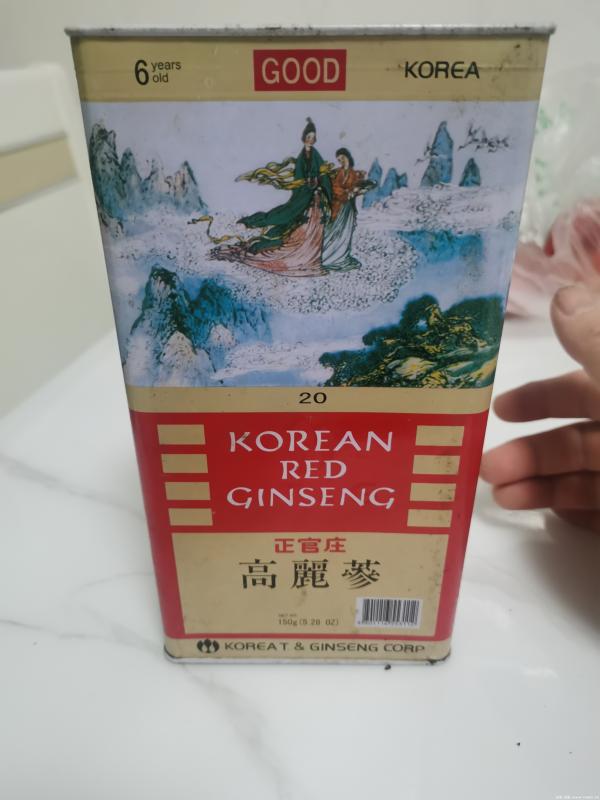 6 years old
GOOD
KOREA
20
KOREAN
RED
GINSENG
正官庄
高麗蔘
150g (5.28 OZ)
KOREA T. & GINSENG CORP